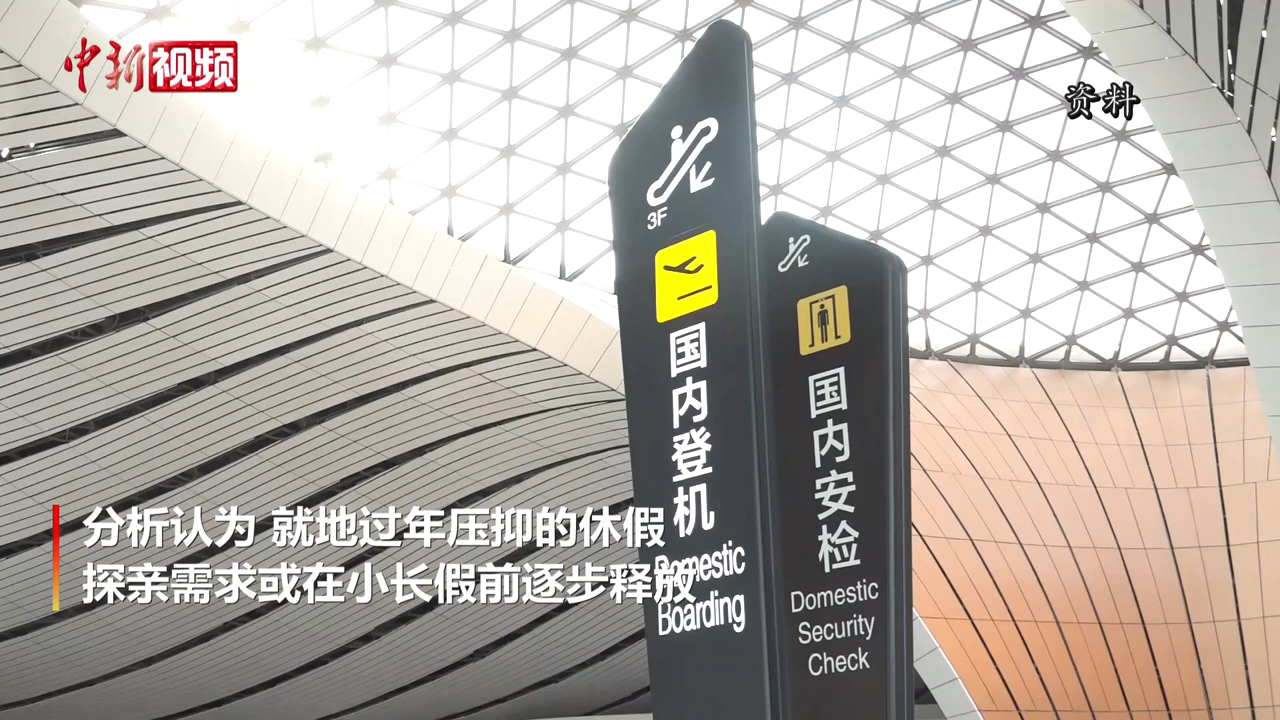 中新视频
资料
3F
国内登机
Domestic
Boarding
国内安检
Domestic
Security
Check
分析认为 就地过年压抑的休假
探亲需求或在小长假前逐步释放